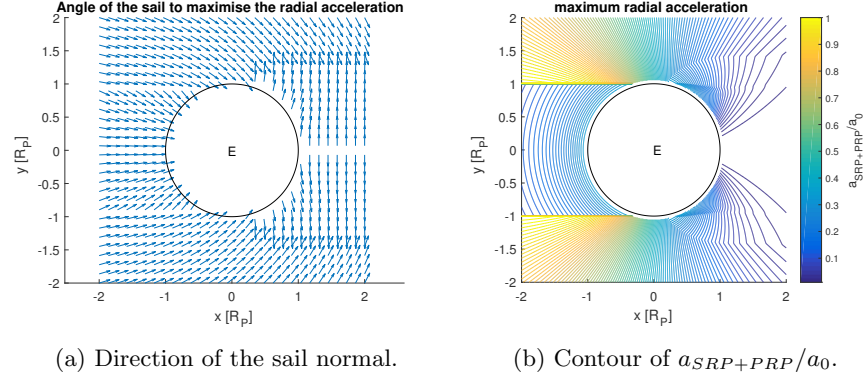 Angle of the sail to maximise the radial acceleration
2
1.5
1
0.5
0
-0.5
-1
-1.5
-2
y [R_P]
E
-2 -1 0 1 2
x [R_P]
(a) Direction of the sail normal.
maximum radial acceleration
2
1.5
1
0.5
0
-0.5
-1
-1.5
-2
y [R_P]
E
-2 -1 0 1 2
x [R_P]
1
0.9
0.8
0.7
0.6
0.5
0.4
0.3
0.2
0.1
a_SRP+PRP/a_0
(b) Contour of a_SRP+PRP/a_0.